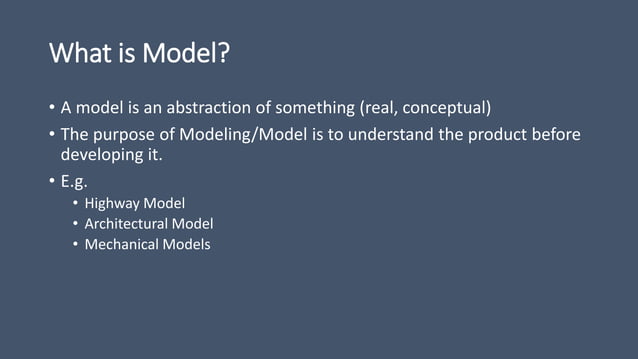 What is Model?
• A model is an abstraction of something (real, conceptual)
• The purpose of Modeling/Model is to understand the product before
developing it.
• E.g.
• Highway Model
• Architectural Model
• Mechanical Models